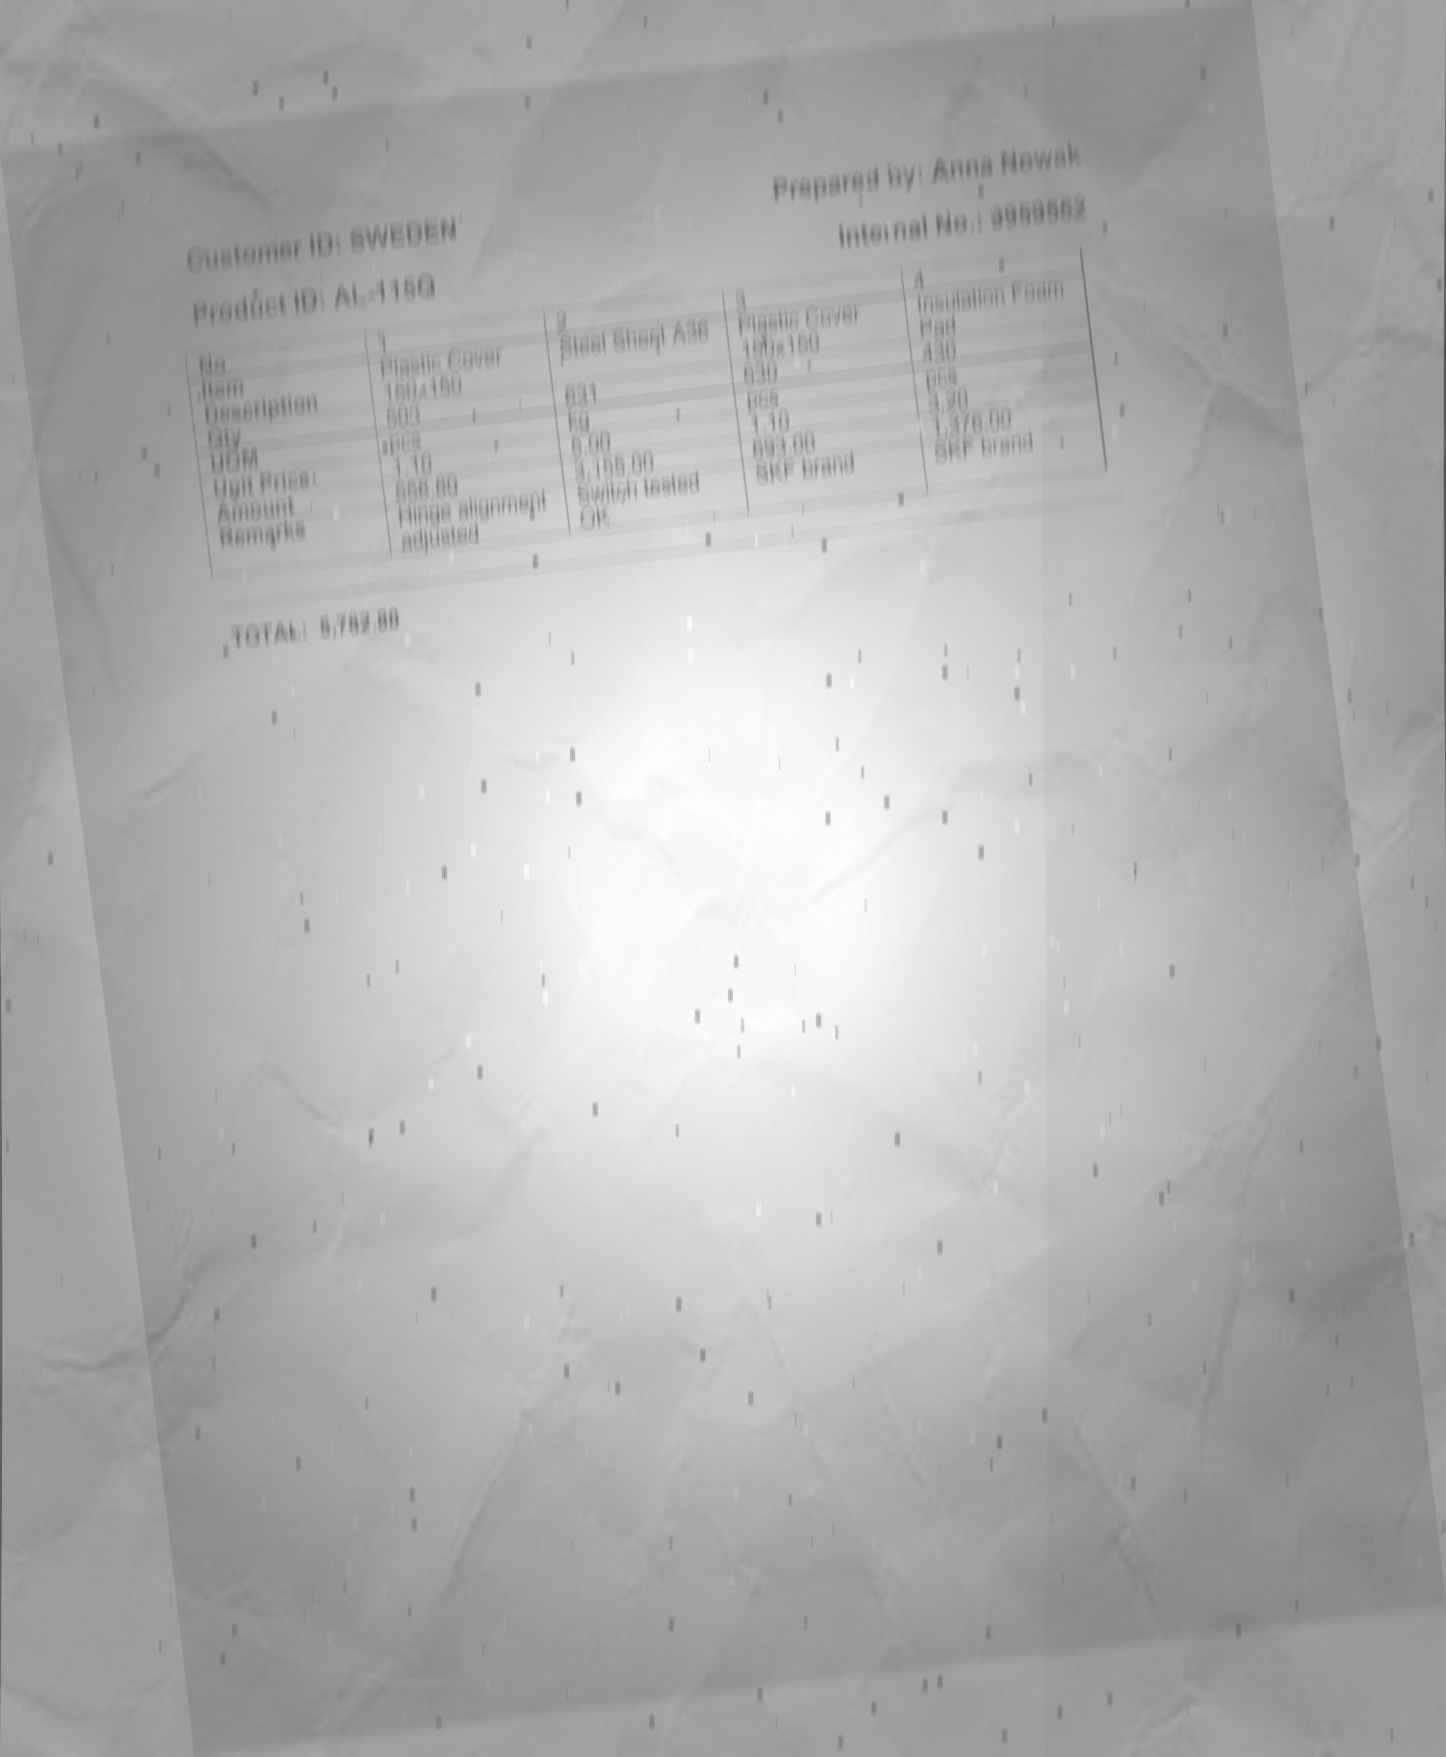 Prepared by: Anna Nowak
Customer ID: SWEDEN
Internal No.: 9959552
Product ID: AL-115Q
No 1 2 3 4
Item Plastic Cover Steel Sheet A36 Plastic Cover Insulation Foam
Description 150x150 150x150 Pad
Qty 508 631 630 430
UOM pcs kg pcs pcs
Unit Price: 1.10 5.00 1.10 3.20
Amount 558.80 3,155.00 693.00 1,376.00
Remarks Hinge alignment Switch tested SKF brand SKF brand
adjusted OK
TOTAL: 5,782.80